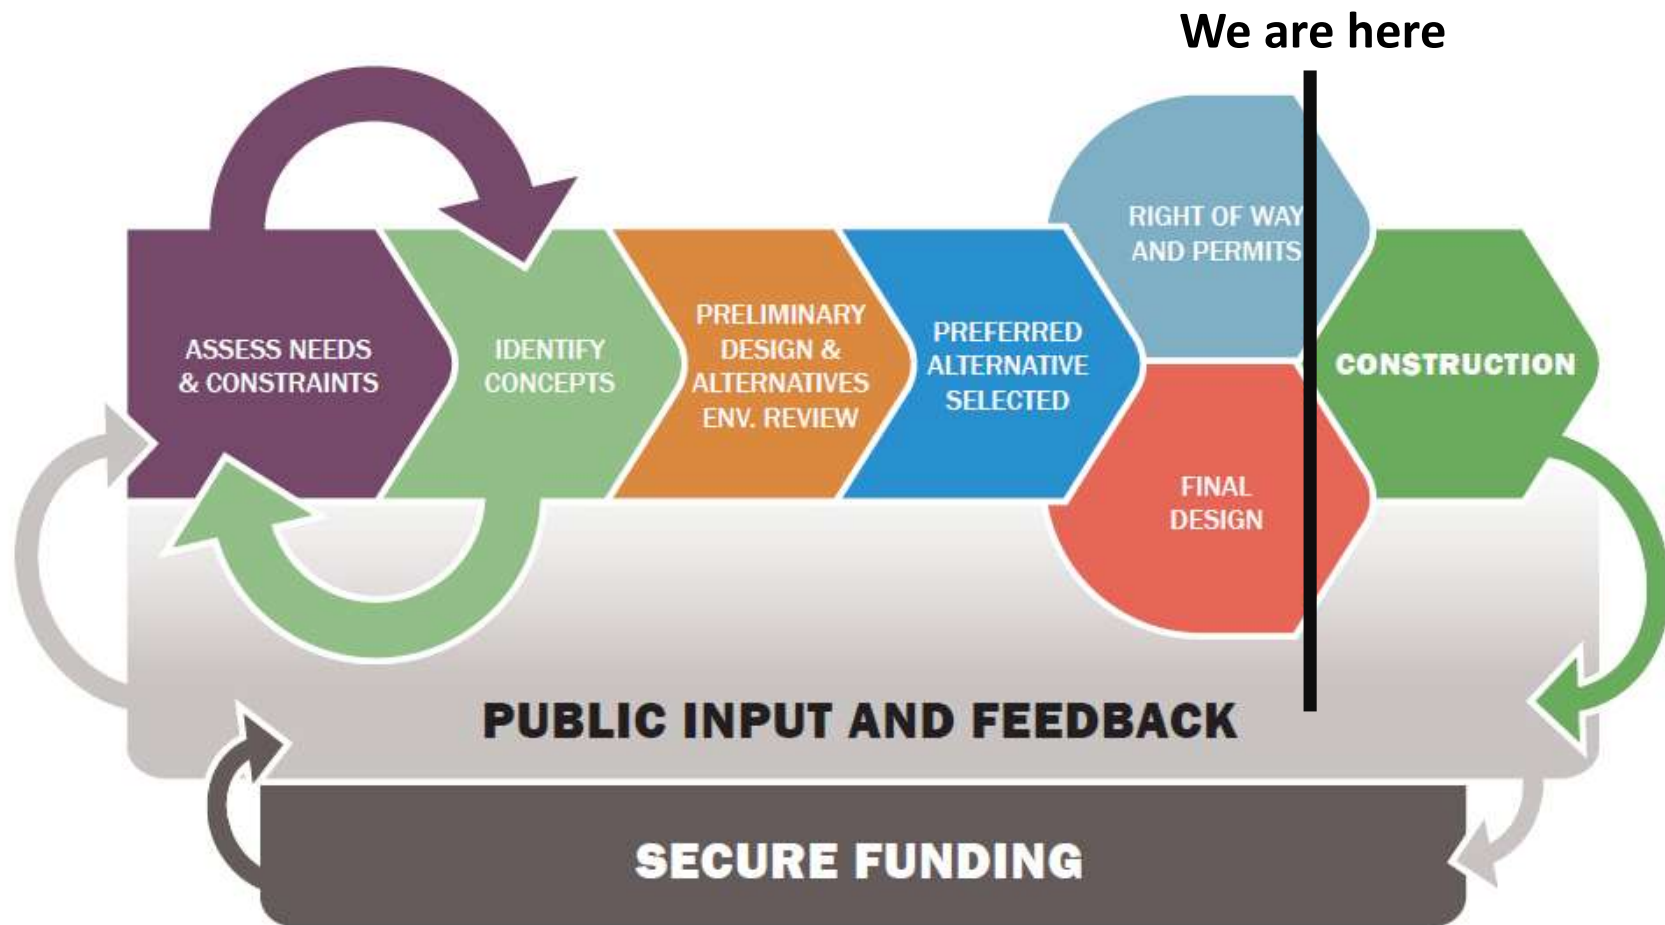 We are here
ASSESS NEEDS
& CONSTRAINTS
IDENTIFY
CONCEPTS
PRELIMINARY
DESIGN &
ALTERNATIVES
ENV. REVIEW
PREFERRED
ALTERNATIVE
SELECTED
RIGHT OF WAY
AND PERMITS
FINAL
DESIGN
CONSTRUCTION
PUBLIC INPUT AND FEEDBACK
SECURE FUNDING